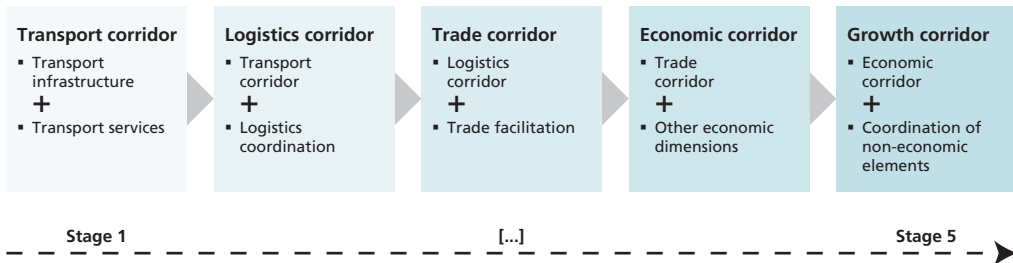 Transport corridor
▪ Transport
infrastructure
+
▪ Transport services
Logistics corridor
▪ Transport
corridor
+
▪ Logistics
coordination
Trade corridor
▪ Logistics
corridor
+
▪ Trade facilitation
Economic corridor
▪ Trade
corridor
+
▪ Other economic
dimensions
Growth corridor
▪ Economic
corridor
+
▪ Coordination of
non-economic
elements
Stage 1
[...]
Stage 5